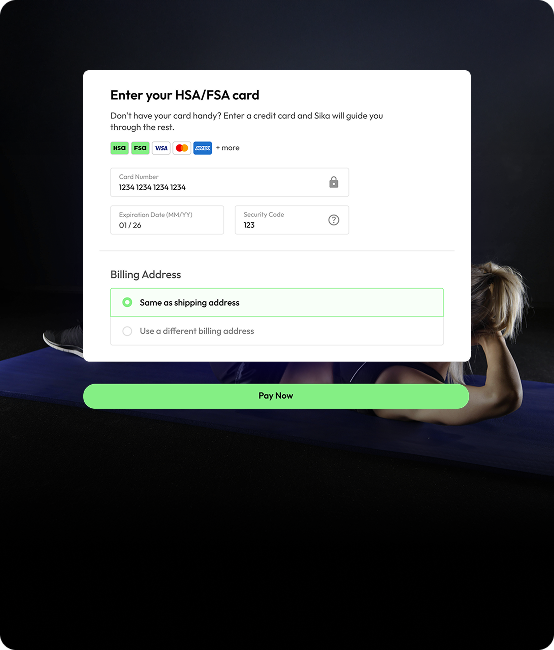 Enter your HSA/FSA card
Don't have your card handy? Enter a credit card and Sika will guide you
through the rest.
HSA FSA VISA + more
Card Number
1234 1234 1234 1234
Expiration Date (MM/YY) Security Code
01 / 26 123
Billing Address
Same as shipping address
Use a different billing address
Pay Now